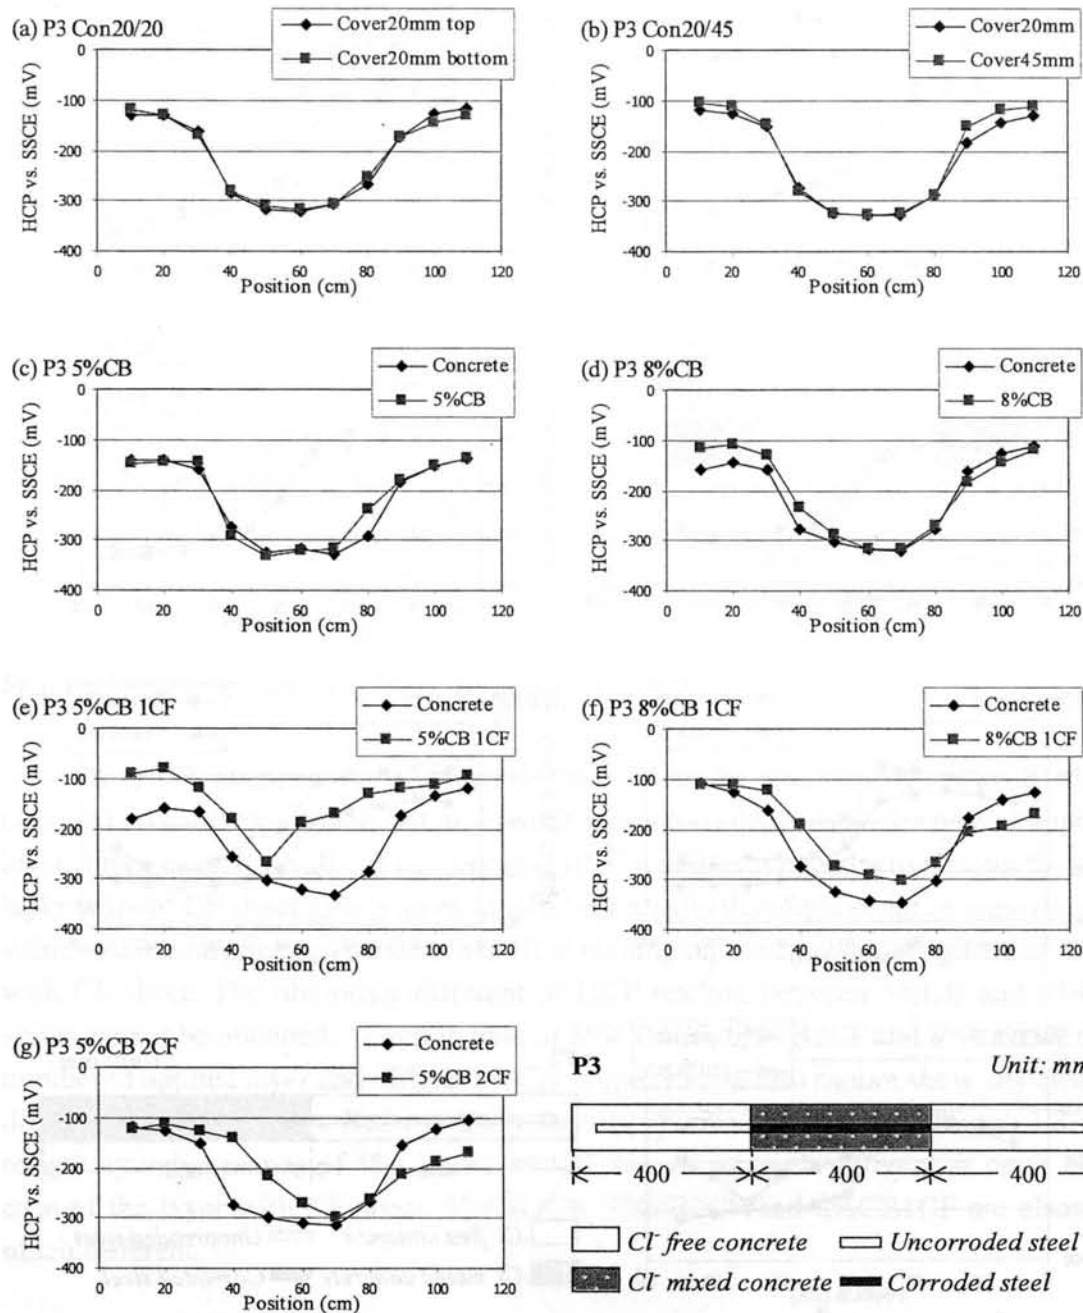 (a) P3 Con20/20
Cover20mm top
Cover20mm bottom
HCP vs. SSCE (mV)
0
-100
-200
-300
-400
0 20 40 60 80 100 120
Position (cm)
(b) P3 Con20/45
Cover20mm
Cover45mm
HCP vs. SSCE (mV)
0
-100
-200
-300
-400
0 20 40 60 80 100 120
Position (cm)
(c) P3 5%CB
Concrete
5%CB
HCP vs. SSCE (mV)
0
-100
-200
-300
-400
0 20 40 60 80 100 120
Position (cm)
(d) P3 8%CB
Concrete
8%CB
HCP vs. SSCE (mV)
0
-100
-200
-300
-400
0 20 40 60 80 100 120
Position (cm)
(e) P3 5%CB 1CF
Concrete
5%CB 1CF
HCP vs. SSCE (mV)
0
-100
-200
-300
-400
0 20 40 60 80 100 120
Position (cm)
(f) P3 8%CB 1CF
Concrete
8%CB 1CF
HCP vs. SSCE (mV)
0
-100
-200
-300
-400
0 20 40 60 80 100 120
Position (cm)
(g) P3 5%CB 2CF
Concrete
5%CB 2CF
HCP vs. SSCE (mV)
0
-100
-200
-300
-400
0 20 40 60 80 100 120
Position (cm)
P3
Unit: mm
400 400 400
Cl⁻ free concrete
Uncorroded steel
Cl⁻ mixed concrete
Corroded steel